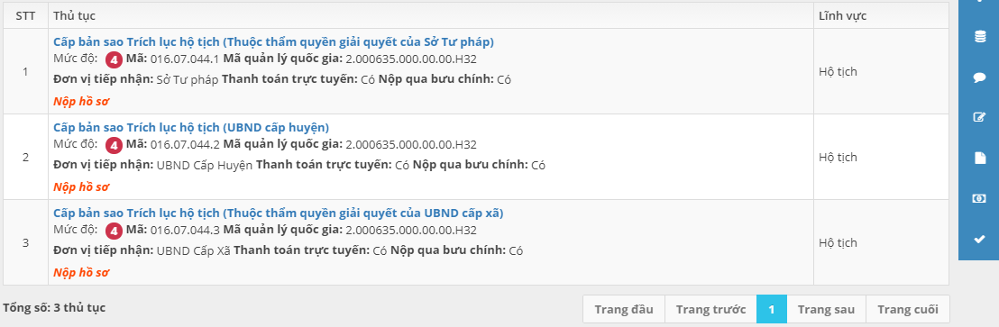 STT Thủ tục Lĩnh vực
Cấp bản sao Trích lục hộ tịch (Thuộc thẩm quyền giải quyết của Sở Tư pháp)
Mức độ: 4 Mã: 016.07.044.1 Mã quản lý quốc gia: 2.000635.000.00.00.H32
1 Hộ tịch
Đơn vị tiếp nhận: Sở Tư pháp Thanh toán trực tuyến: Có Nộp qua bưu chính: Có
Nộp hồ sơ
Cấp bản sao Trích lục hộ tịch (UBND cấp huyện)
Mức độ: 4 Mã: 016.07.044.2 Mã quản lý quốc gia: 2.000635.000.00.00.H32
2 Hộ tịch
Đơn vị tiếp nhận: UBND Cấp Huyện Thanh toán trực tuyến: Có Nộp qua bưu chính: Có
Nộp hồ sơ
Cấp bản sao Trích lục hộ tịch (Thuộc thẩm quyền giải quyết của UBND cấp xã)
Mức độ: 4 Mã: 016.07.044.3 Mã quản lý quốc gia: 2.000635.000.00.00.H32
3 Hộ tịch
Đơn vị tiếp nhận: UBND Cấp Xã Thanh toán trực tuyến: Có Nộp qua bưu chính: Có
Nộp hồ sơ
Tổng số: 3 thủ tục Trang đầu Trang trước 1 Trang sau Trang cuối